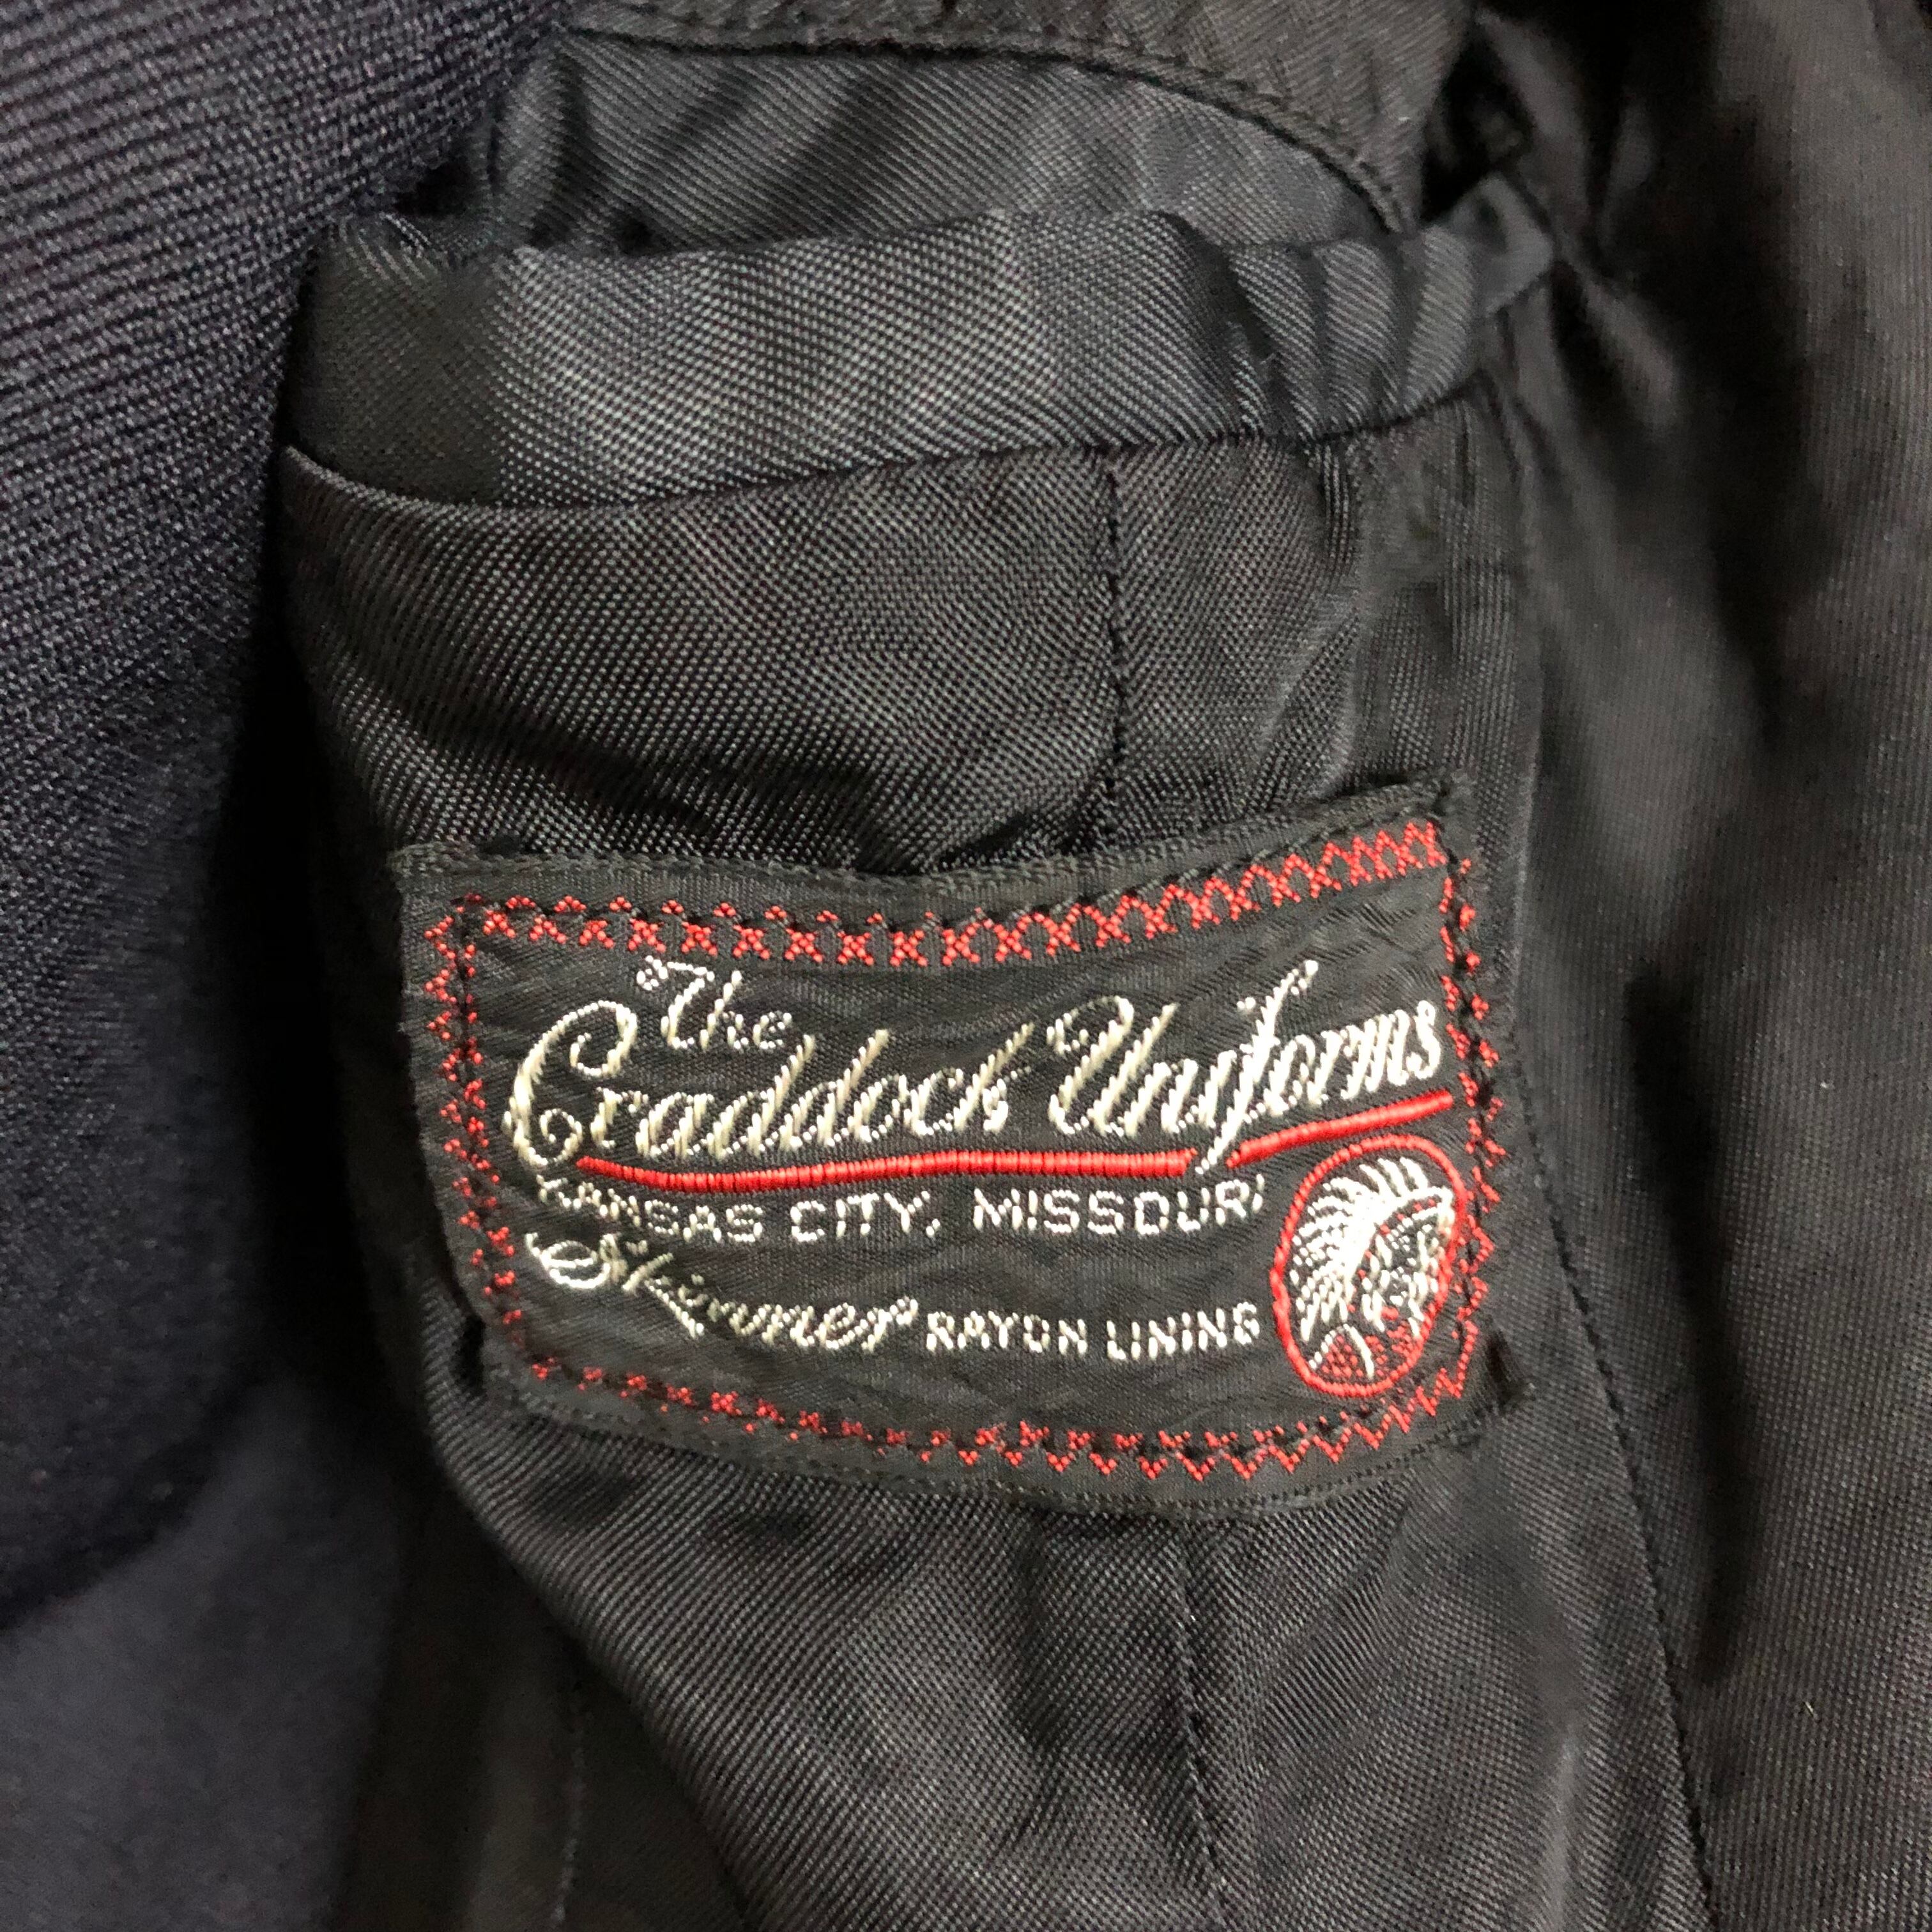 The
Craddock Uniforms
KANSAS CITY, MISSOURI
Skinner RAYON LINING